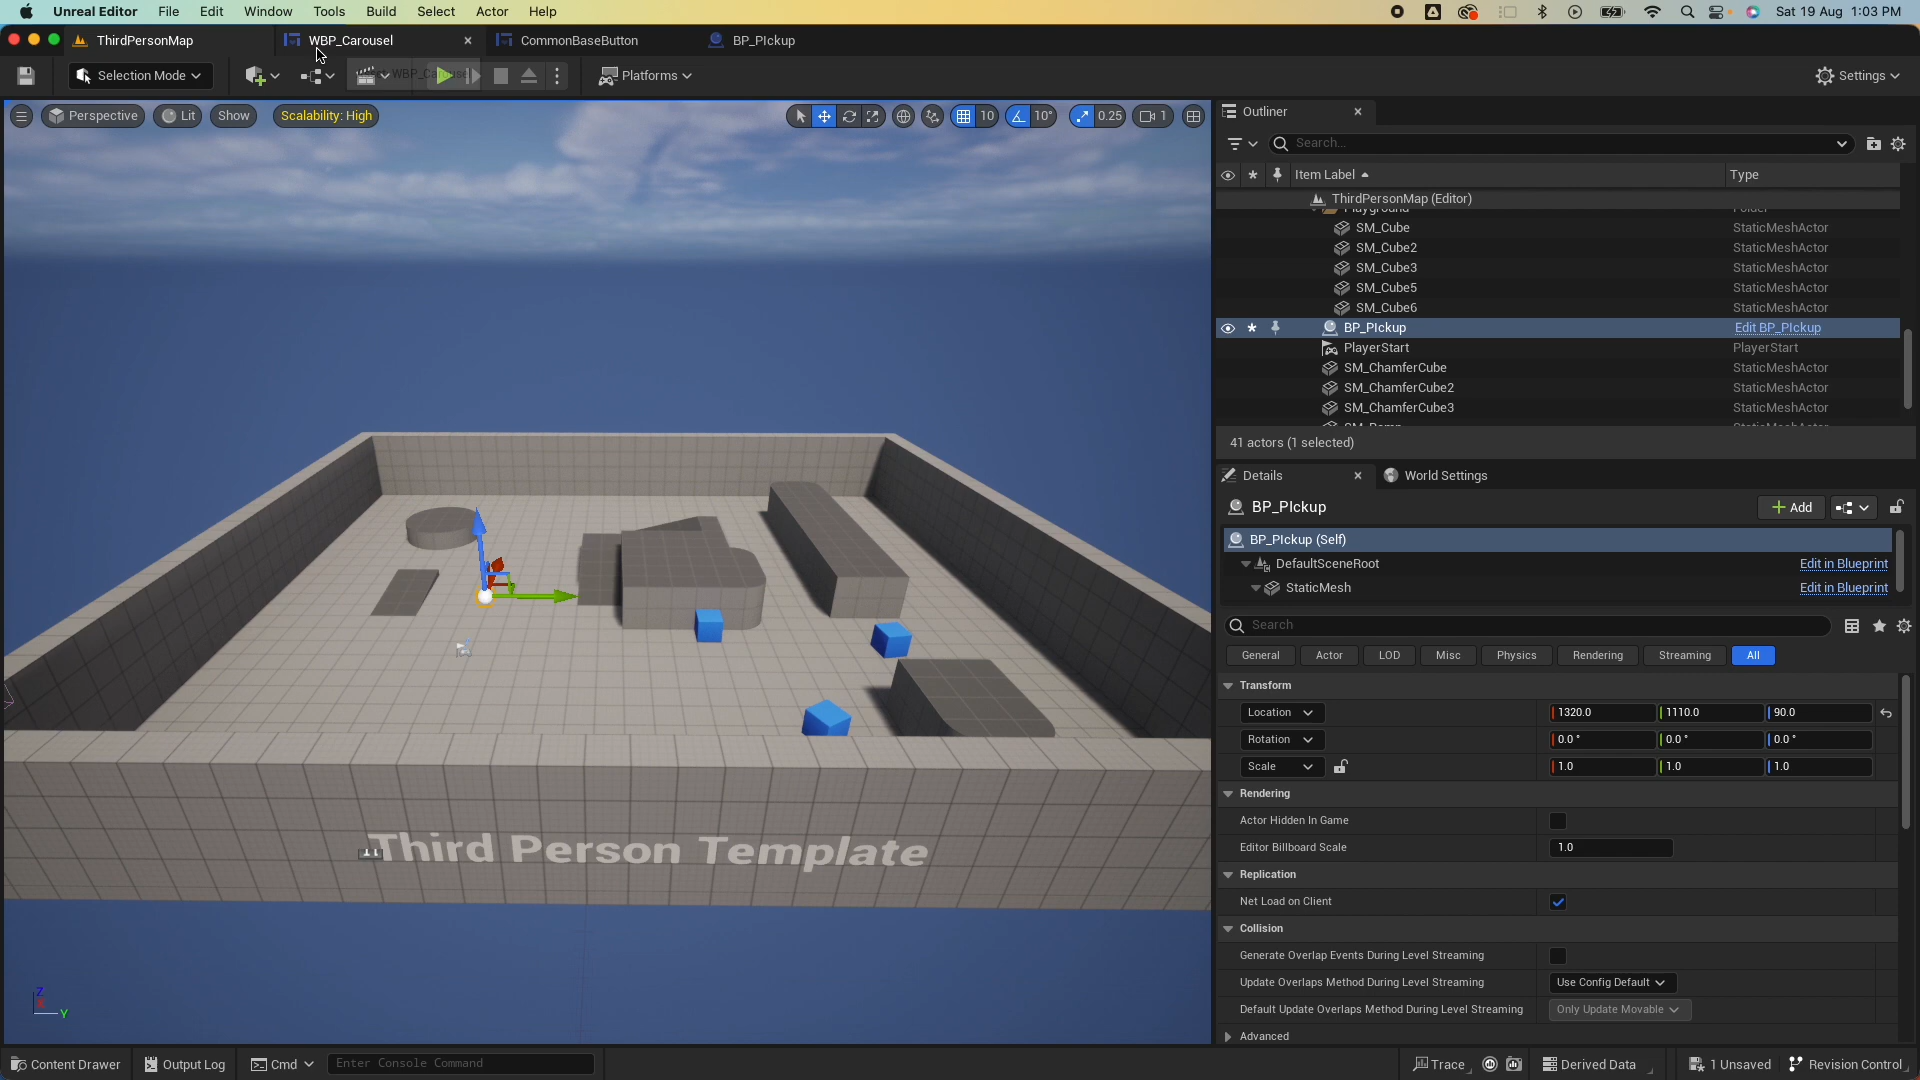 Unreal Editor File Edit Window Tools Build Select Actor Help
Sat 19 Aug 1:03 PM
ThirdPersonMap
WBP_Carousel
CommonBaseButton
BP_PIckup
Selection Mode
Platforms
Settings
Perspective
Lit
Show
Scalability: High
10
10°
0.25
1
Outliner
Search...
Item Label
Type
ThirdPersonMap (Editor)
Playground
Folder
SM_Cube
StaticMeshActor
SM_Cube2
StaticMeshActor
SM_Cube3
StaticMeshActor
SM_Cube5
StaticMeshActor
SM_Cube6
StaticMeshActor
BP_PIckup
Edit BP_PIckup
PlayerStart
PlayerStart
SM_ChamferCube
StaticMeshActor
SM_ChamferCube2
StaticMeshActor
SM_ChamferCube3
StaticMeshActor
41 actors (1 selected)
Details
World Settings
BP_PIckup
Add
BP_PIckup (Self)
DefaultSceneRoot
Edit in Blueprint
StaticMesh
Edit in Blueprint
Search
General
Actor
LOD
Misc
Physics
Rendering
Streaming
All
Transform
Location
1320.0
1110.0
90.0
Rotation
0.0 °
0.0 °
0.0 °
Scale
1.0
1.0
1.0
Rendering
Actor Hidden In Game
Editor Billboard Scale
1.0
Replication
Net Load on Client
Collision
Generate Overlap Events During Level Streaming
Update Overlaps Method During Level Streaming
Use Config Default
Default Update Overlaps Method During Level Streaming
Only Update Movable
Advanced
Third Person Template
Z
Y
Content Drawer
Output Log
Cmd
Enter Console Command
Trace
Derived Data
1 Unsaved
Revision Control